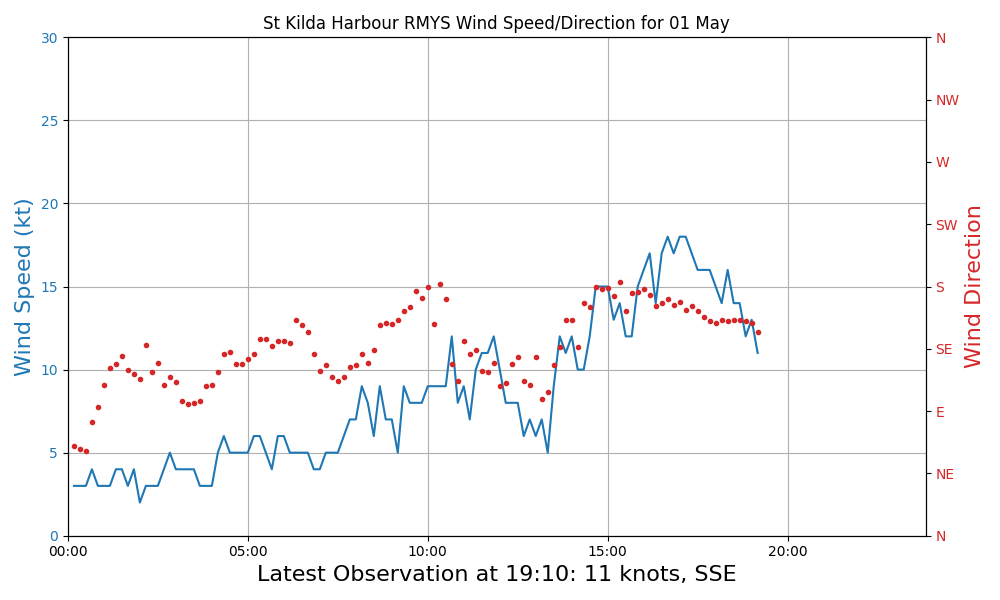 St Kilda Harbour RMYS Wind Speed/Direction for 01 May
Wind Speed (kt)
30
25
20
15
10
5
0
00:00
05:00
10:00
15:00
20:00
N
NW
W
SW
S
SE
E
NE
N
Wind Direction
Latest Observation at 19:10: 11 knots, SSE